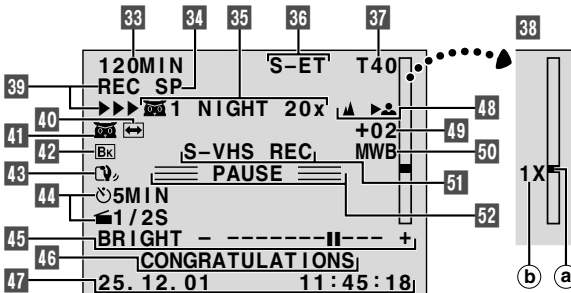 33 34 35 36 37 38
120MIN S-ET T40
39 REC SP
▶▶▶ 1 NIGHT 20x 48
40
41 +02 49
42 BK MWB 50
S-VHS REC 51
43 PAUSE 52
44 5MIN
1/2S
45 BRIGHT - --------▮▮--- +
46 CONGRATULATIONS
47 25.12.01 11:45:18
1X
b a